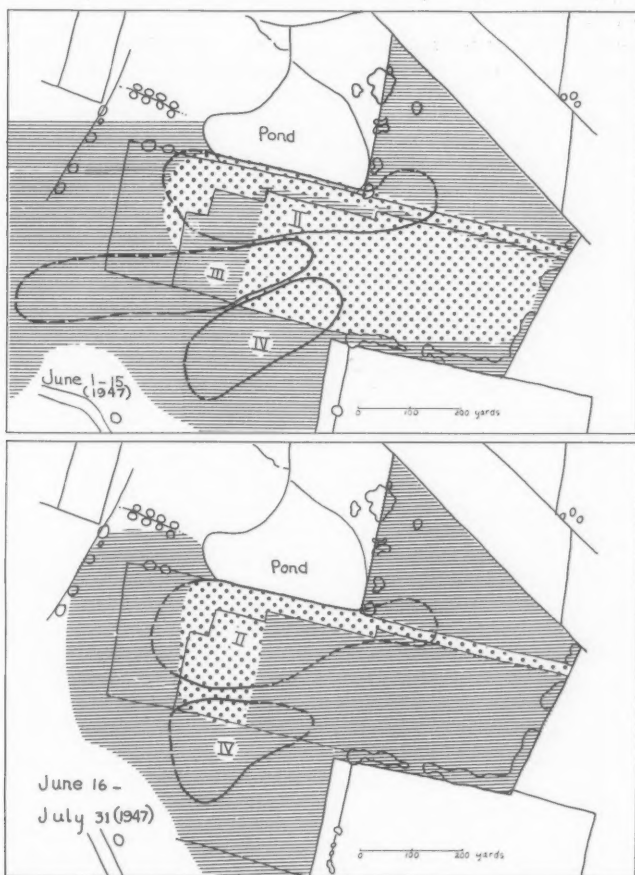 Pond
II
III
IV
June 1-15
(1947)
0 100 200 yards
Pond
II
IV
June 16 -
July 31 (1947)
0 100 200 yards